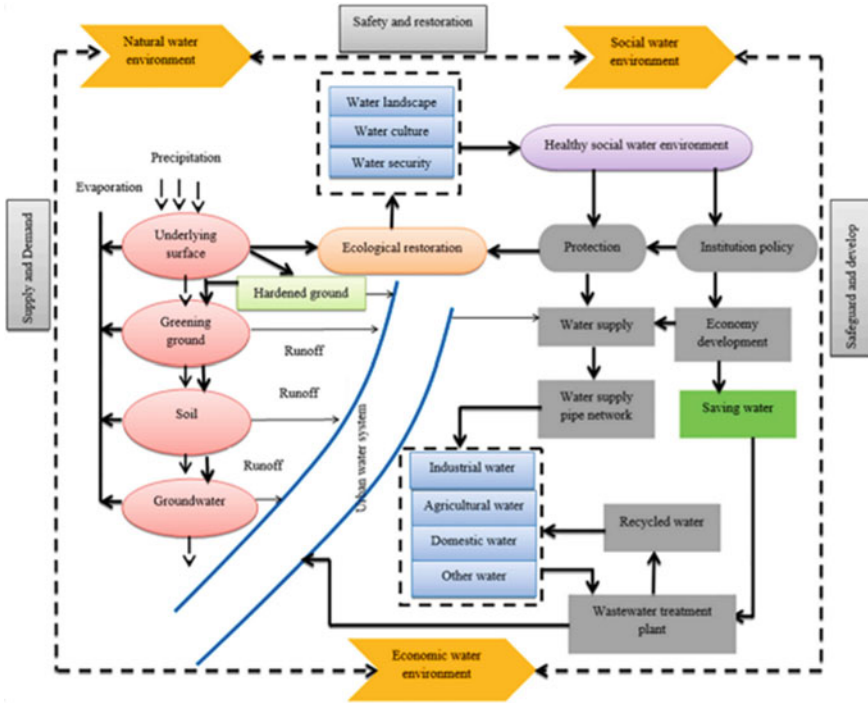 Safety and restoration
Natural water
environment
Social water
environment
Water landscape
Water culture
Water security
Healthy social water environment
Precipitation
Evaporation
Supply and Demand
Safeguard and develop
Underlying
surface
Ecological restoration
Protection
Institution policy
Hardened ground
Greening
ground
Runoff
Water supply
Economy
development
Runoff
Soil
Water supply
pipe network
Saving water
Urban water system
Runoff
Groundwater
Industrial water
Agricultural water
Domestic water
Other water
Recycled water
Wastewater treatment
plant
Economic water
environment